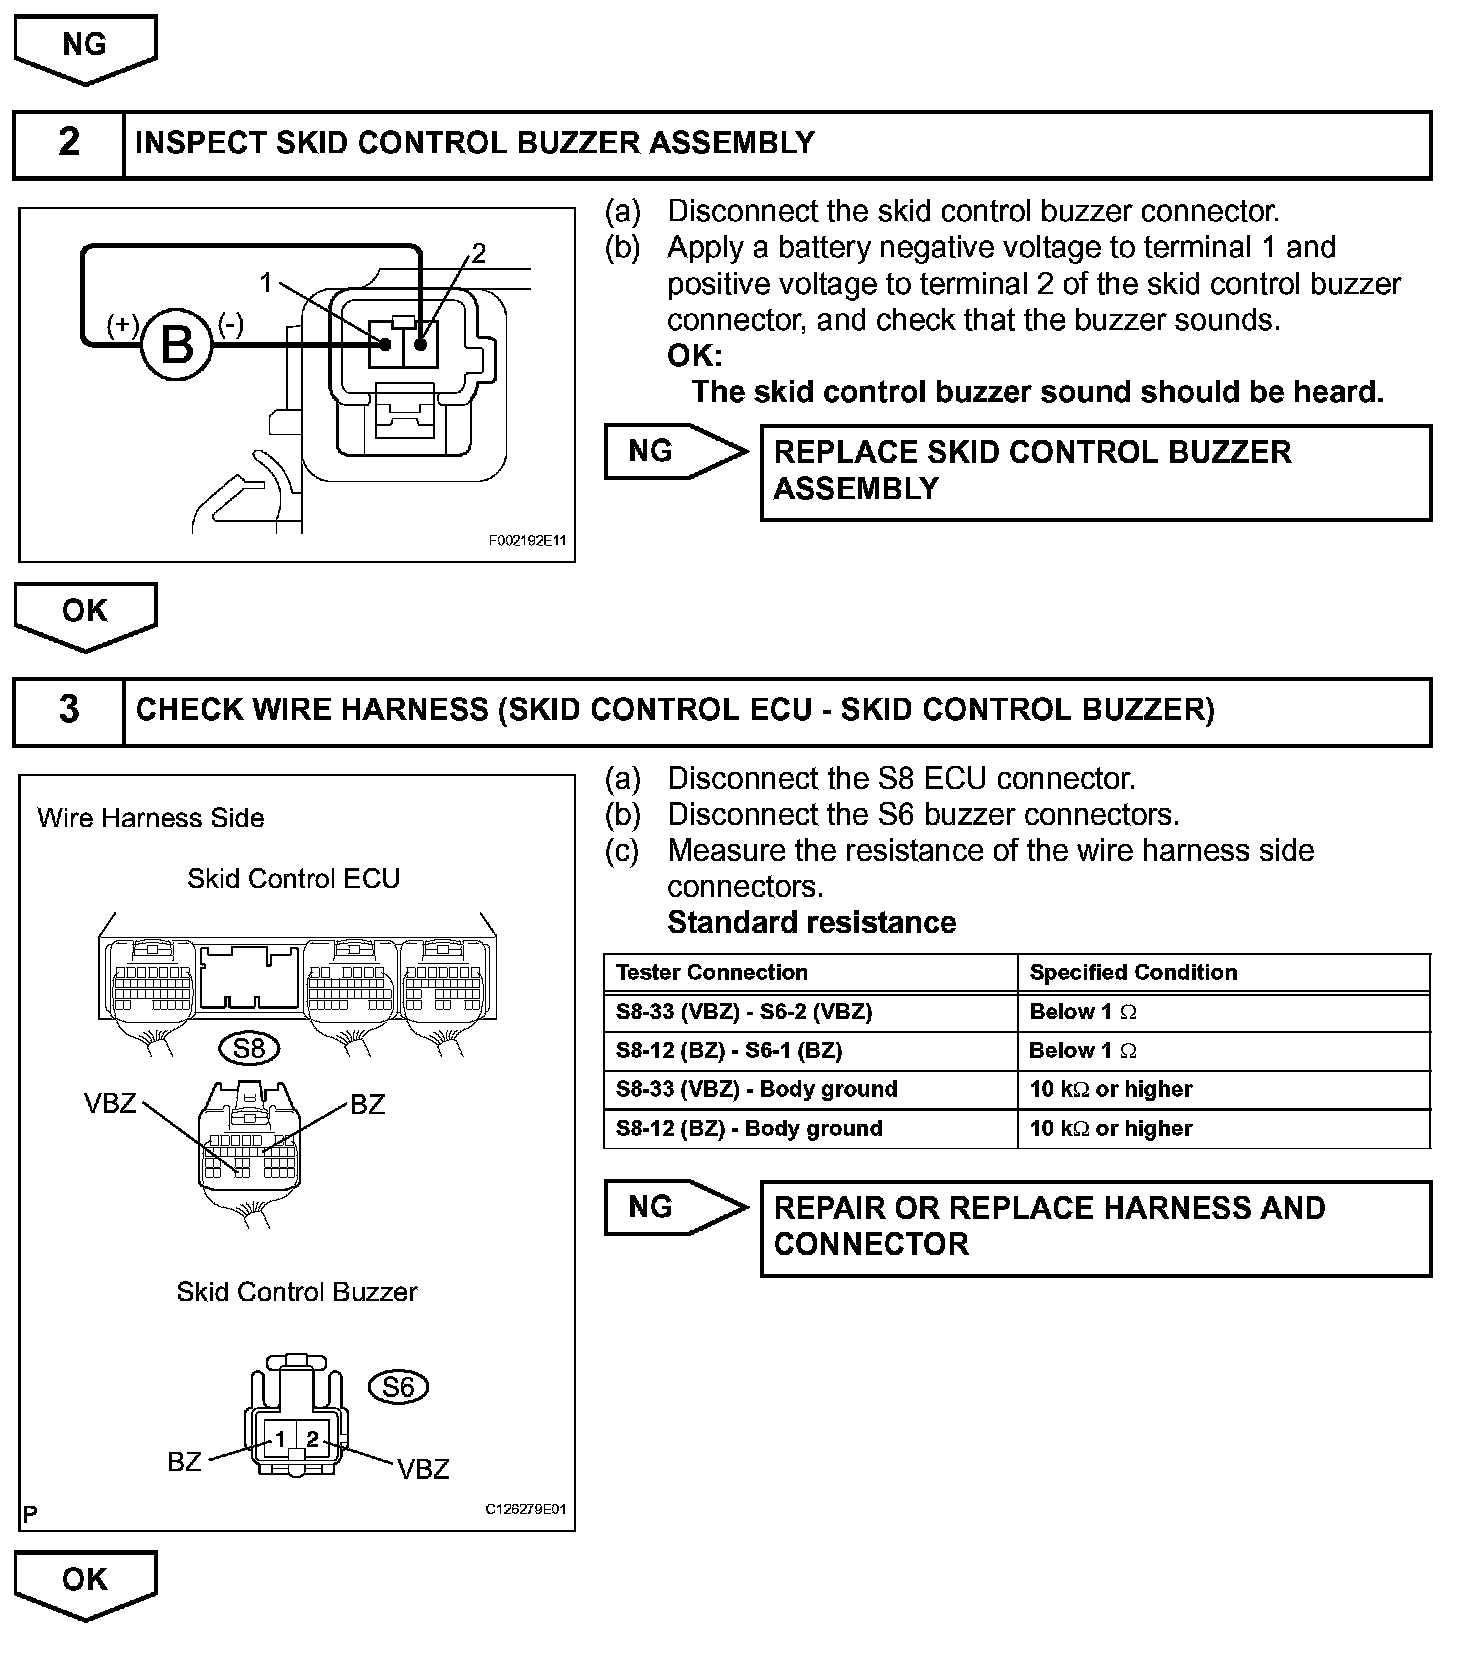 NG
2 INSPECT SKID CONTROL BUZZER ASSEMBLY
1
2
(+)
B
(-)
F002192E11
(a) Disconnect the skid control buzzer connector.
(b) Apply a battery negative voltage to terminal 1 and
positive voltage to terminal 2 of the skid control buzzer
connector, and check that the buzzer sounds.
OK:
The skid control buzzer sound should be heard.
NG
REPLACE SKID CONTROL BUZZER
ASSEMBLY
OK
3 CHECK WIRE HARNESS (SKID CONTROL ECU - SKID CONTROL BUZZER)
Wire Harness Side
Skid Control ECU
S8
VBZ
BZ
Skid Control Buzzer
S6
1 2
BZ
VBZ
P
C126279E01
(a) Disconnect the S8 ECU connector.
(b) Disconnect the S6 buzzer connectors.
(c) Measure the resistance of the wire harness side
connectors.
Standard resistance
Tester Connection Specified Condition
S8-33 (VBZ) - S6-2 (VBZ) Below 1 Ω
S8-12 (BZ) - S6-1 (BZ) Below 1 Ω
S8-33 (VBZ) - Body ground 10 kΩ or higher
S8-12 (BZ) - Body ground 10 kΩ or higher
NG
REPAIR OR REPLACE HARNESS AND
CONNECTOR
OK